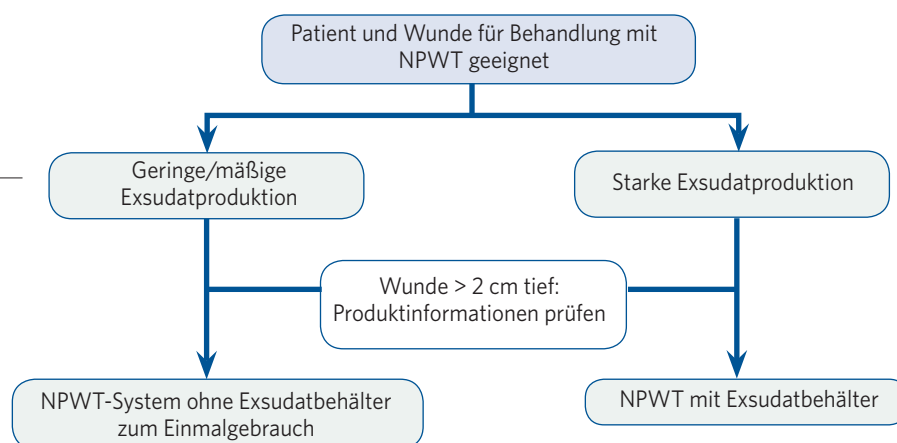 Patient und Wunde für Behandlung mit
NPWT geeignet
Geringe/mäßige
Exsudatproduktion
Starke Exsudatproduktion
Wunde > 2 cm tief:
Produktinformationen prüfen
NPWT-System ohne Exsudatbehälter
zum Einmalgebrauch
NPWT mit Exsudatbehälter